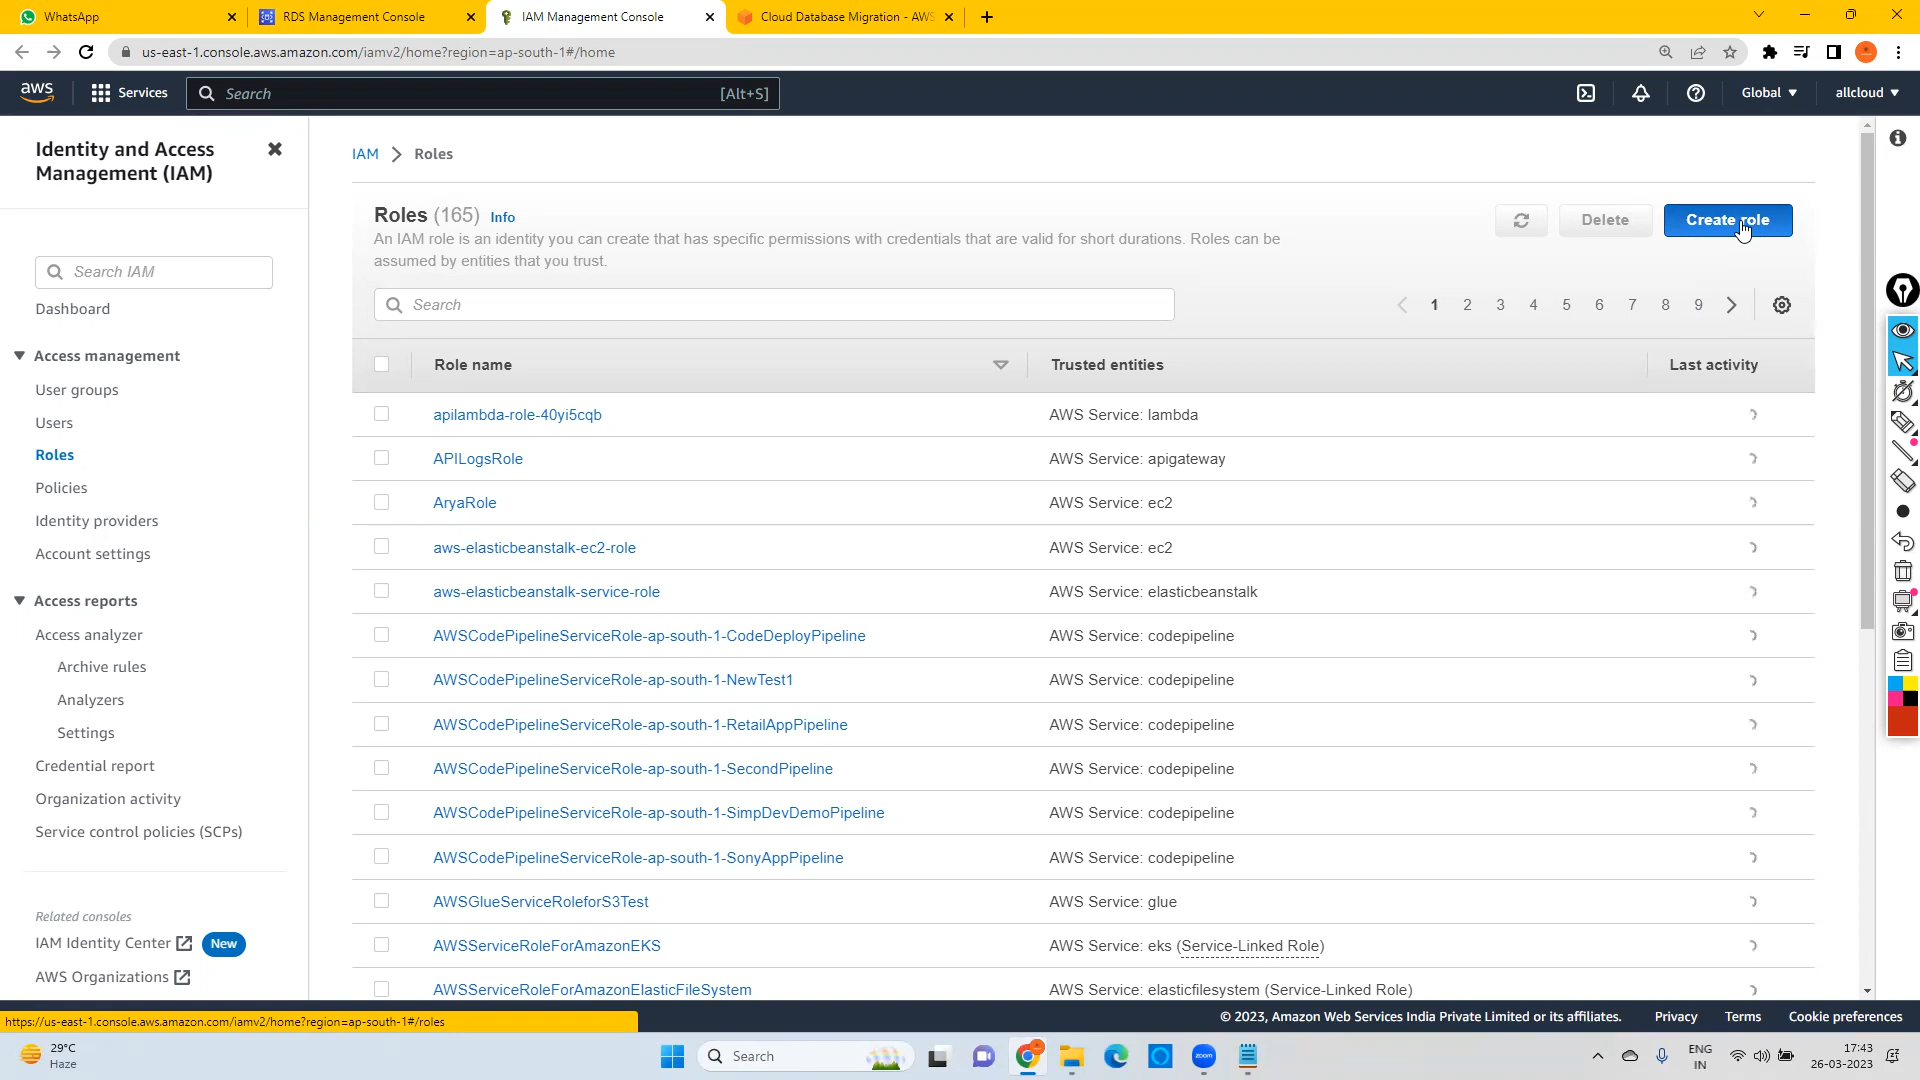 WhatsApp
RDS Management Console
IAM Management Console
Cloud Database Migration - AWS
us-east-1.console.aws.amazon.com/iamv2/home?region=ap-south-1#/home
aws
Services
Search
[Alt+S]
Global
allcloud
Identity and Access
Management (IAM)
Search IAM
Dashboard
Access management
User groups
Users
Roles
Policies
Identity providers
Account settings
Access reports
Access analyzer
Archive rules
Analyzers
Settings
Credential report
Organization activity
Service control policies (SCPs)
Related consoles
IAM Identity Center
New
AWS Organizations
IAM > Roles
Roles (165) Info
An IAM role is an identity you can create that has specific permissions with credentials that are valid for short durations. Roles can be
assumed by entities that you trust.
Delete
Create role
Search
1 2 3 4 5 6 7 8 9
Role name Trusted entities Last activity
apilambda-role-40yi5cqb AWS Service: lambda
APILogsRole AWS Service: apigateway
AryaRole AWS Service: ec2
aws-elasticbeanstalk-ec2-role AWS Service: ec2
aws-elasticbeanstalk-service-role AWS Service: elasticbeanstalk
AWSCodePipelineServiceRole-ap-south-1-CodeDeployPipeline AWS Service: codepipeline
AWSCodePipelineServiceRole-ap-south-1-NewTest1 AWS Service: codepipeline
AWSCodePipelineServiceRole-ap-south-1-RetailAppPipeline AWS Service: codepipeline
AWSCodePipelineServiceRole-ap-south-1-SecondPipeline AWS Service: codepipeline
AWSCodePipelineServiceRole-ap-south-1-SimpDevDemoPipeline AWS Service: codepipeline
AWSCodePipelineServiceRole-ap-south-1-SonyAppPipeline AWS Service: codepipeline
AWSGlueServiceRoleforS3Test AWS Service: glue
AWSServiceRoleForAmazonEKS AWS Service: eks (Service-Linked Role)
AWSServiceRoleForAmazonElasticFileSystem AWS Service: elasticfilesystem (Service-Linked Role)
https://us-east-1.console.aws.amazon.com/iamv2/home?region=ap-south-1#/roles
© 2023, Amazon Web Services India Private Limited or its affiliates. Privacy Terms Cookie preferences
29°C
Haze
Search
zoom
ENG
IN
17:43
26-03-2023